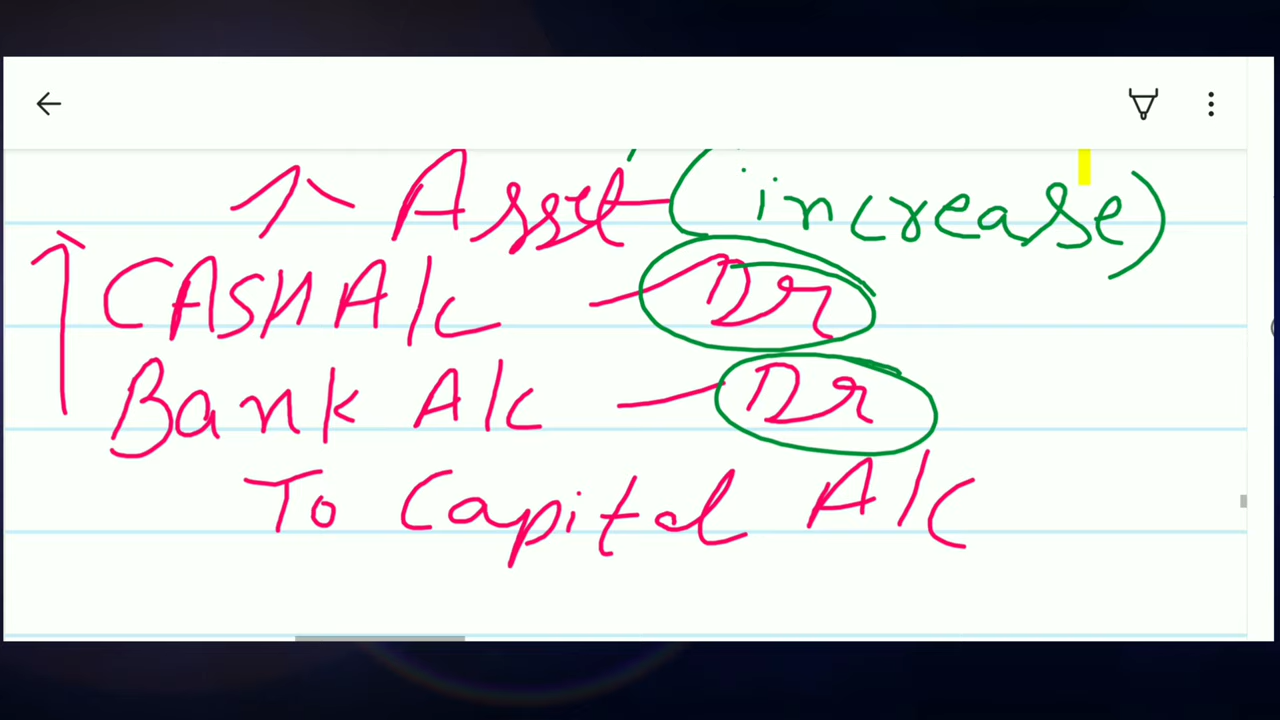 Asset (increase)
CASH A/c Dr
Bank A/c Dr
To Capital A/c